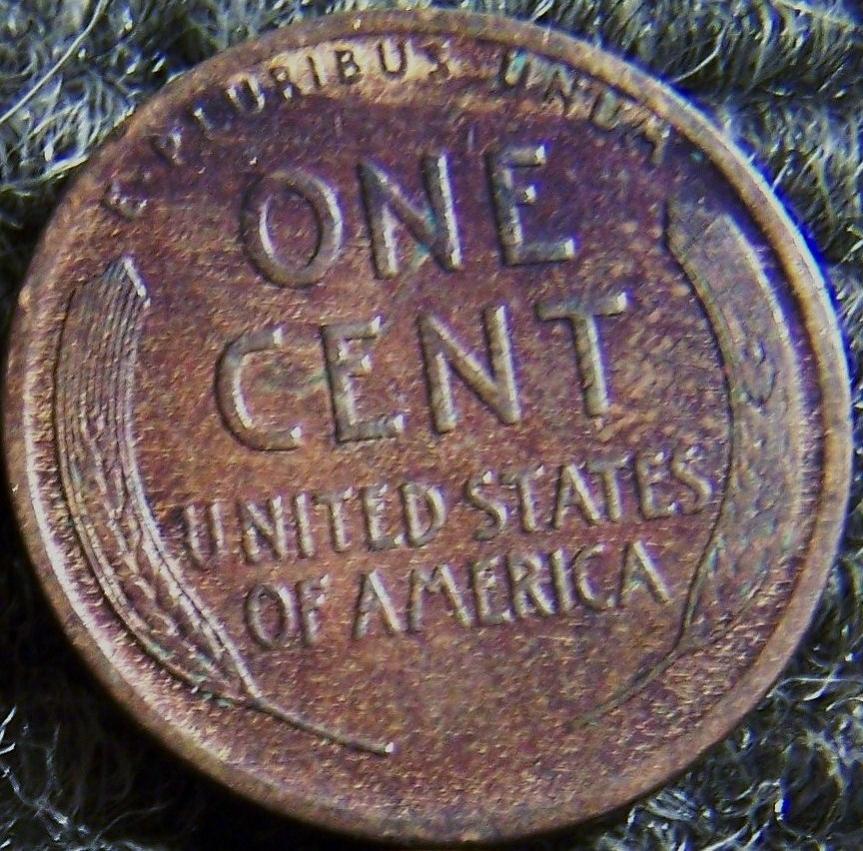 E·PLURIBUS·UNUM
ONE
CENT
UNITED STATES
OF AMERICA